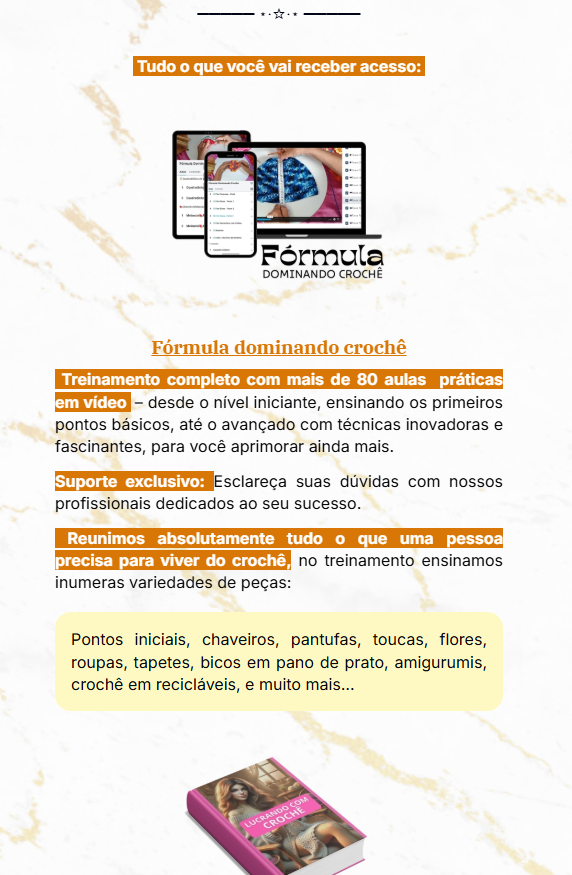 Tudo o que você vai receber acesso:
Fórmula
DOMINANDO CROCHÊ
Fórmula dominando crochê
Treinamento completo com mais de 80 aulas práticas
em vídeo – desde o nível iniciante, ensinando os primeiros
pontos básicos, até o avançado com técnicas inovadoras e
fascinantes, para você aprimorar ainda mais.
Suporte exclusivo: Esclareça suas dúvidas com nossos
profissionais dedicados ao seu sucesso.
Reunimos absolutamente tudo o que uma pessoa
precisa para viver do crochê, no treinamento ensinamos
inumeras variedades de peças:
Pontos iniciais, chaveiros, pantufas, toucas, flores,
roupas, tapetes, bicos em pano de prato, amigurumis,
crochê em recicláveis, e muito mais...
LUCRANDO COM
CROCHÊ